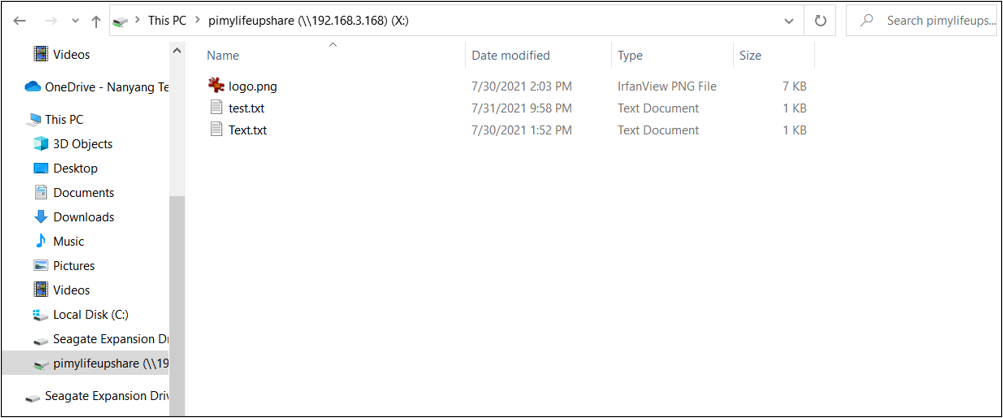 This PC > pimylifeupshare (\\192.168.3.168) (X:)
Search pimylifeups...
Name Date modified Type Size
logo.png 7/30/2021 2:03 PM IrfanView PNG File 7 KB
test.txt 7/31/2021 9:58 PM Text Document 1 KB
Text.txt 7/30/2021 1:52 PM Text Document 1 KB
Videos
OneDrive - Nanyang Te
This PC
3D Objects
Desktop
Documents
Downloads
Music
Pictures
Videos
Local Disk (C:)
Seagate Expansion Dr
pimylifeupshare (\\19
Seagate Expansion Driv